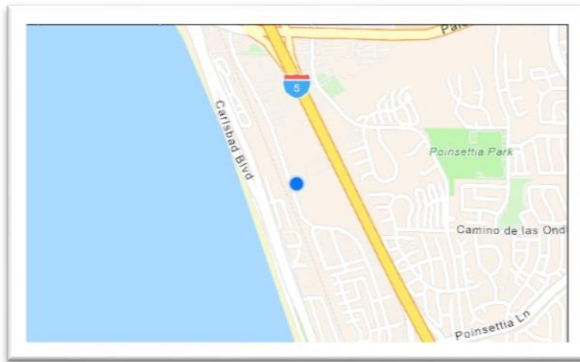 5
Carlsbad Blvd
Poinsettia Park
Camino de las Ond
Poinsettia Ln